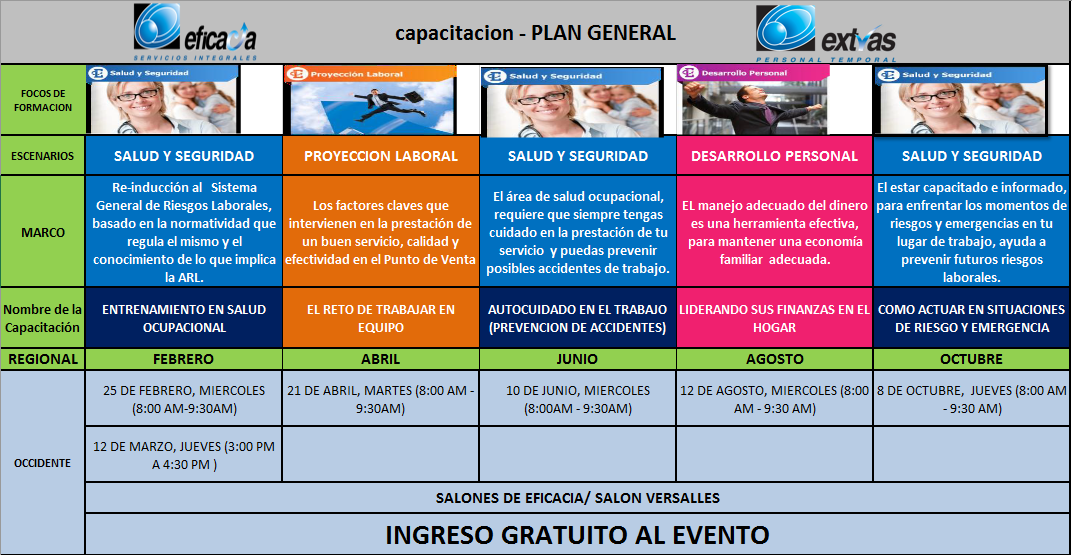 eficacia
SERVICIOS INTEGRALES
capacitacion - PLAN GENERAL
extras
PERSONAL TEMPORAL
FOCOS DE
FORMACION
Salud y Seguridad
Proyección Laboral
Salud y Seguridad
Desarrollo Personal
Salud y Seguridad
ESCENARIOS
SALUD Y SEGURIDAD
PROYECCION LABORAL
SALUD Y SEGURIDAD
DESARROLLO PERSONAL
SALUD Y SEGURIDAD
MARCO
Re-inducción al Sistema
General de Riesgos Laborales,
basado en la normatividad que
regula el mismo y el
conocimiento de lo que implica
la ARL.
Los factores claves que
intervienen en la prestación de
un buen servicio, calidad y
efectividad en el Punto de Venta
El área de salud ocupacional,
requiere que siempre tengas
cuidado en la prestación de tu
servicio y puedas prevenir
posibles accidentes de trabajo.
EL manejo adecuado del dinero
es una herramienta efectiva,
para mantener una economía
familiar adecuada.
El estar capacitado e informado,
para enfrentar los momentos de
riesgos y emergencias en tu
lugar de trabajo, ayuda a
prevenir futuros riesgos
laborales.
Nombre de la
Capacitación
ENTRENAMIENTO EN SALUD
OCUPACIONAL
EL RETO DE TRABAJAR EN
EQUIPO
AUTOCUIDADO EN EL TRABAJO
(PREVENCION DE ACCIDENTES)
LIDERANDO SUS FINANZAS EN EL
HOGAR
COMO ACTUAR EN SITUACIONES
DE RIESGO Y EMERGENCIA
REGIONAL
FEBRERO
ABRIL
JUNIO
AGOSTO
OCTUBRE
OCCIDENTE
25 DE FEBRERO, MIERCOLES
(8:00 AM-9:30AM)
21 DE ABRIL, MARTES (8:00 AM -
9:30AM)
10 DE JUNIO, MIERCOLES
(8:00AM - 9:30AM)
12 DE AGOSTO, MIERCOLES (8:00
AM - 9:30 AM)
8 DE OCTUBRE, JUEVES (8:00 AM
- 9:30 AM)
12 DE MARZO, JUEVES (3:00 PM
A 4:30 PM )
SALONES DE EFICACIA/ SALON VERSALLES
INGRESO GRATUITO AL EVENTO